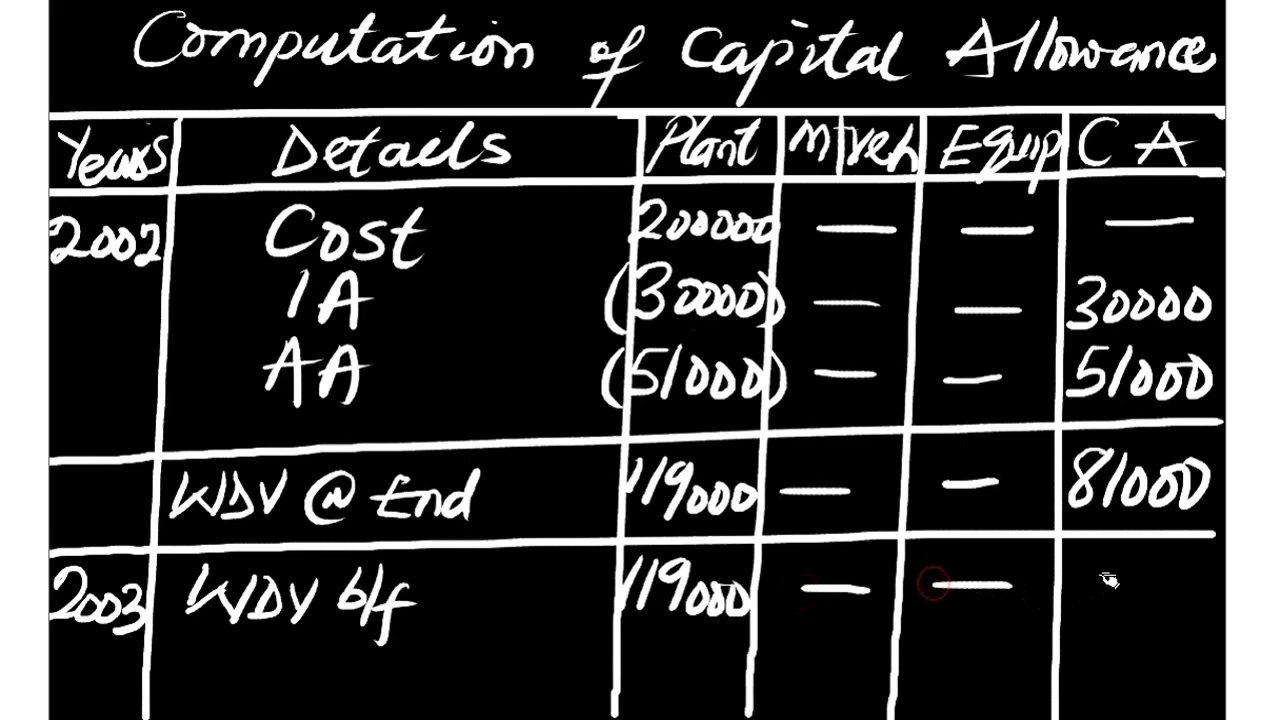 Computation of Capital Allowance
Years Details Plant M/Veh Equip C A
2002 Cost 200000 — — —
IA (30000) — — 30000
AA (51000) — — 51000
WDV @ End 119000 — — 81000
2003 WDV b/f 119000 — —